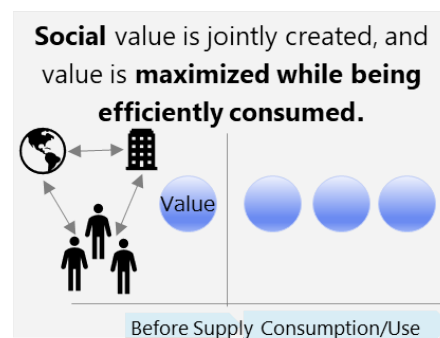 Social value is jointly created, and
value is maximized while being
efficiently consumed.
Value
Before Supply Consumption/Use